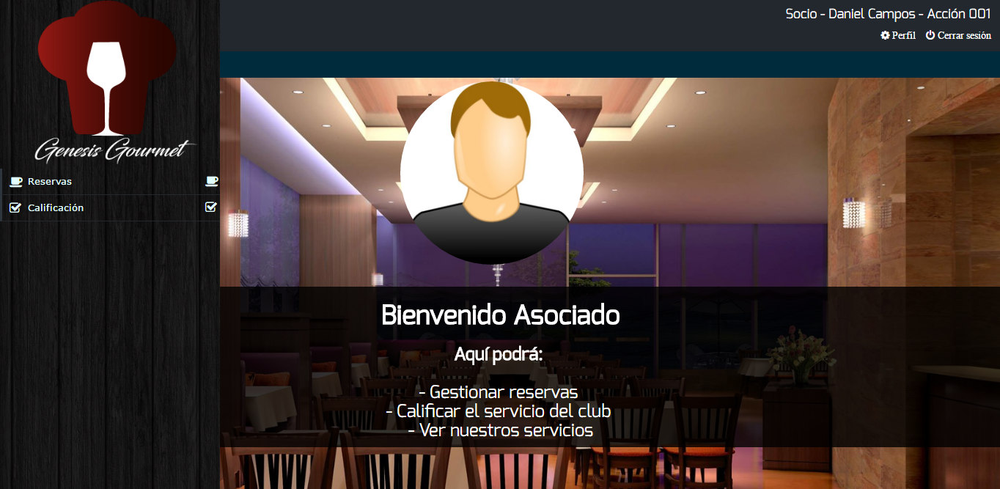 Genesis Gourmet
Reservas
Calificación
Socio - Daniel Campos - Acción 001
Perfil Cerrar sesión
Bienvenido Asociado
Aquí podrá:
- Gestionar reservas
- Calificar el servicio del club
- Ver nuestros servicios